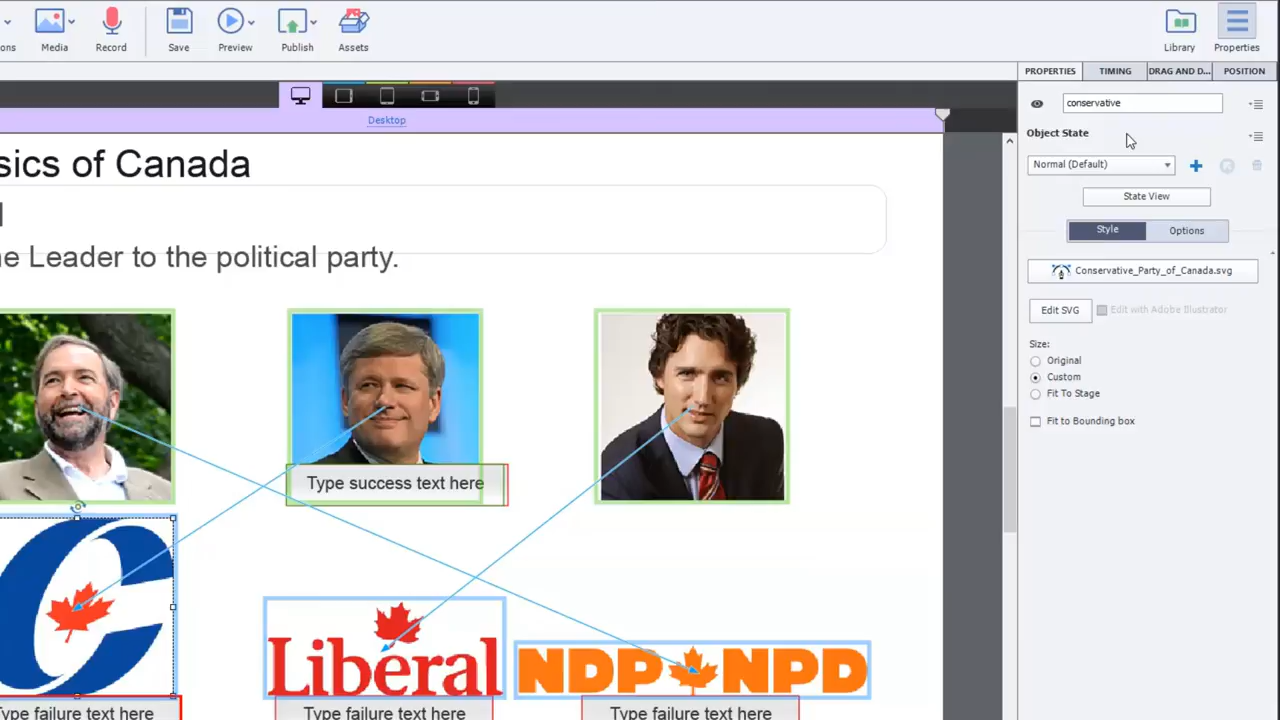 ons
Media
Record
Save
Preview
Publish
Assets
Library
Properties
PROPERTIES
TIMING
DRAG AND D...
POSITION
Desktop
conservative
Object State
Normal (Default)
State View
Style
Options
Conservative_Party_of_Canada.svg
Edit SVG
Edit with Adobe Illustrator
Size:
Original
Custom
Fit To Stage
Fit to Bounding box
sics of Canada
e Leader to the political party.
Type success text here
Liberal
NDP NPD
Type failure text here
Type failure text here
Type failure text here